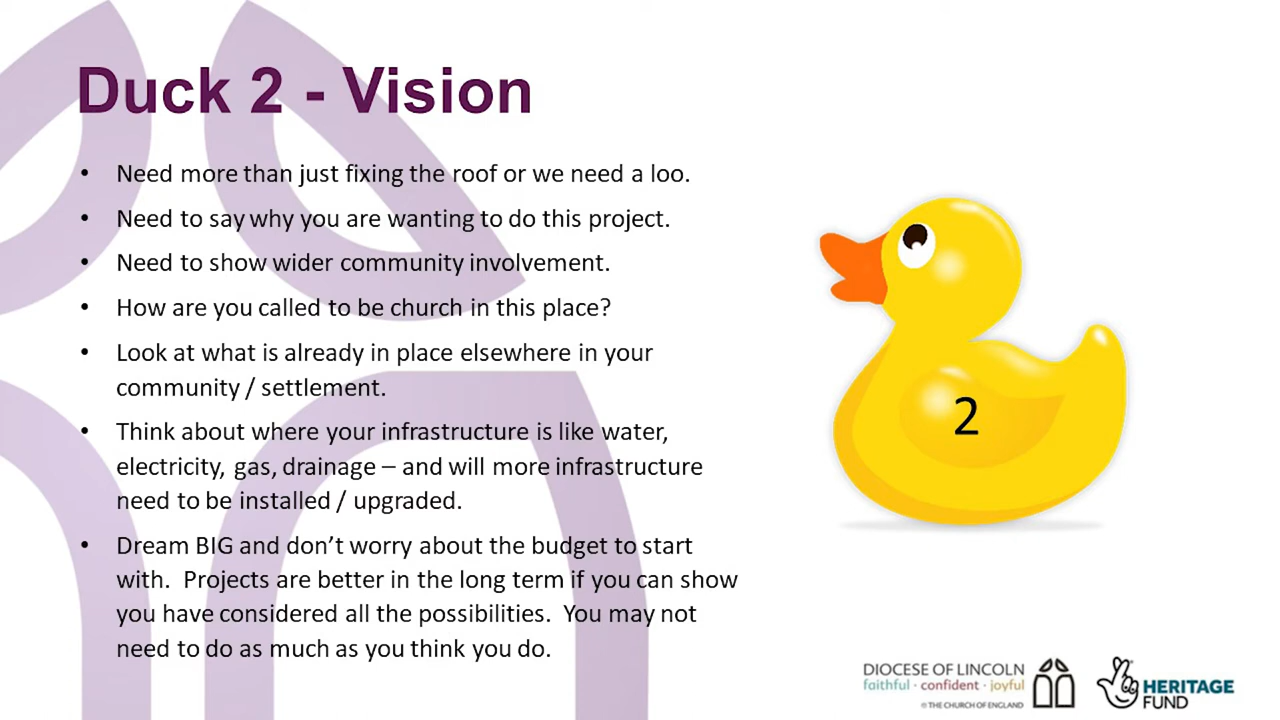 Duck 2 - Vision
• Need more than just fixing the roof or we need a loo.
• Need to say why you are wanting to do this project.
• Need to show wider community involvement.
• How are you called to be church in this place?
• Look at what is already in place elsewhere in your
community / settlement.
• Think about where your infrastructure is like water,
electricity, gas, drainage – and will more infrastructure
need to be installed / upgraded.
• Dream BIG and don’t worry about the budget to start
with.  Projects are better in the long term if you can show
you have considered all the possibilities.  You may not
need to do as much as you think you do.
2
DIOCESE OF LINCOLN
faithful · confident · joyful
© THE CHURCH OF ENGLAND
HERITAGE
FUND